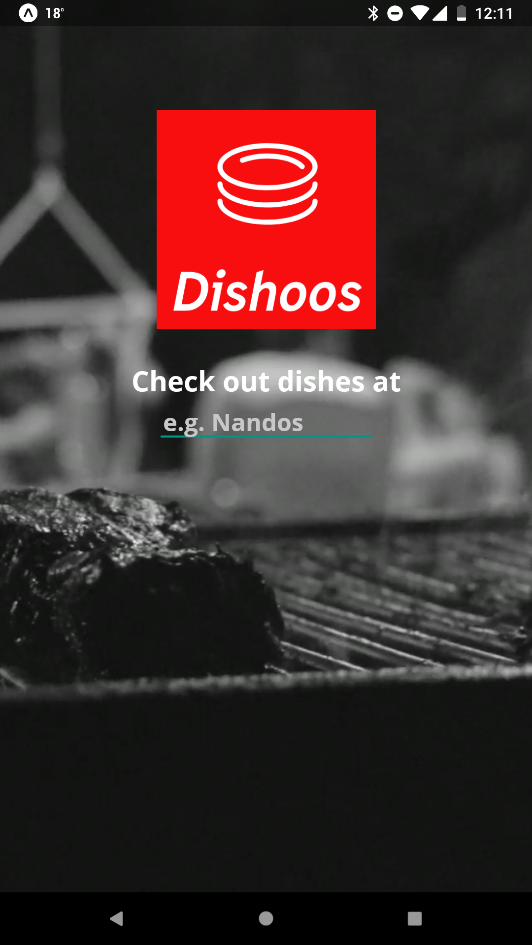 18° 12:11
Dishoos
Check out dishes at
e.g. Nandos